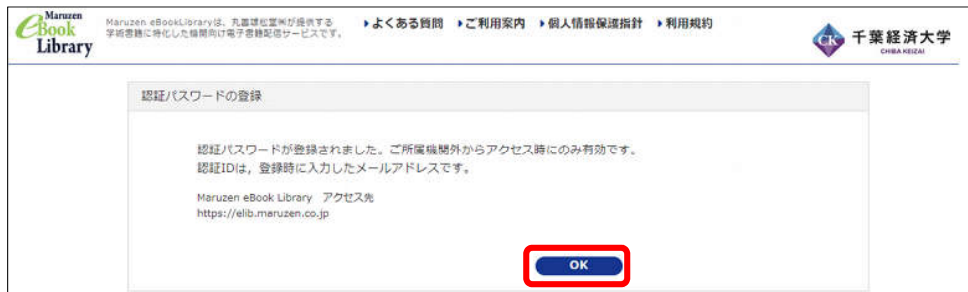 Maruzen
eBook
Library
Maruzen eBookLibraryは、丸善雄松堂㈱が提供する
学術書籍に特化した機関向け電子書籍配信サービスです。
よくある質問 ご利用案内 個人情報保護指針 利用規約
CK 千葉経済大学
CHIBA KEIZAI
認証パスワードの登録
認証パスワードが登録されました。ご所属機関外からアクセス時にのみ有効です。
認証IDは，登録時に入力したメールアドレスです。
Maruzen eBook Library アクセス先
https://elib.maruzen.co.jp
OK